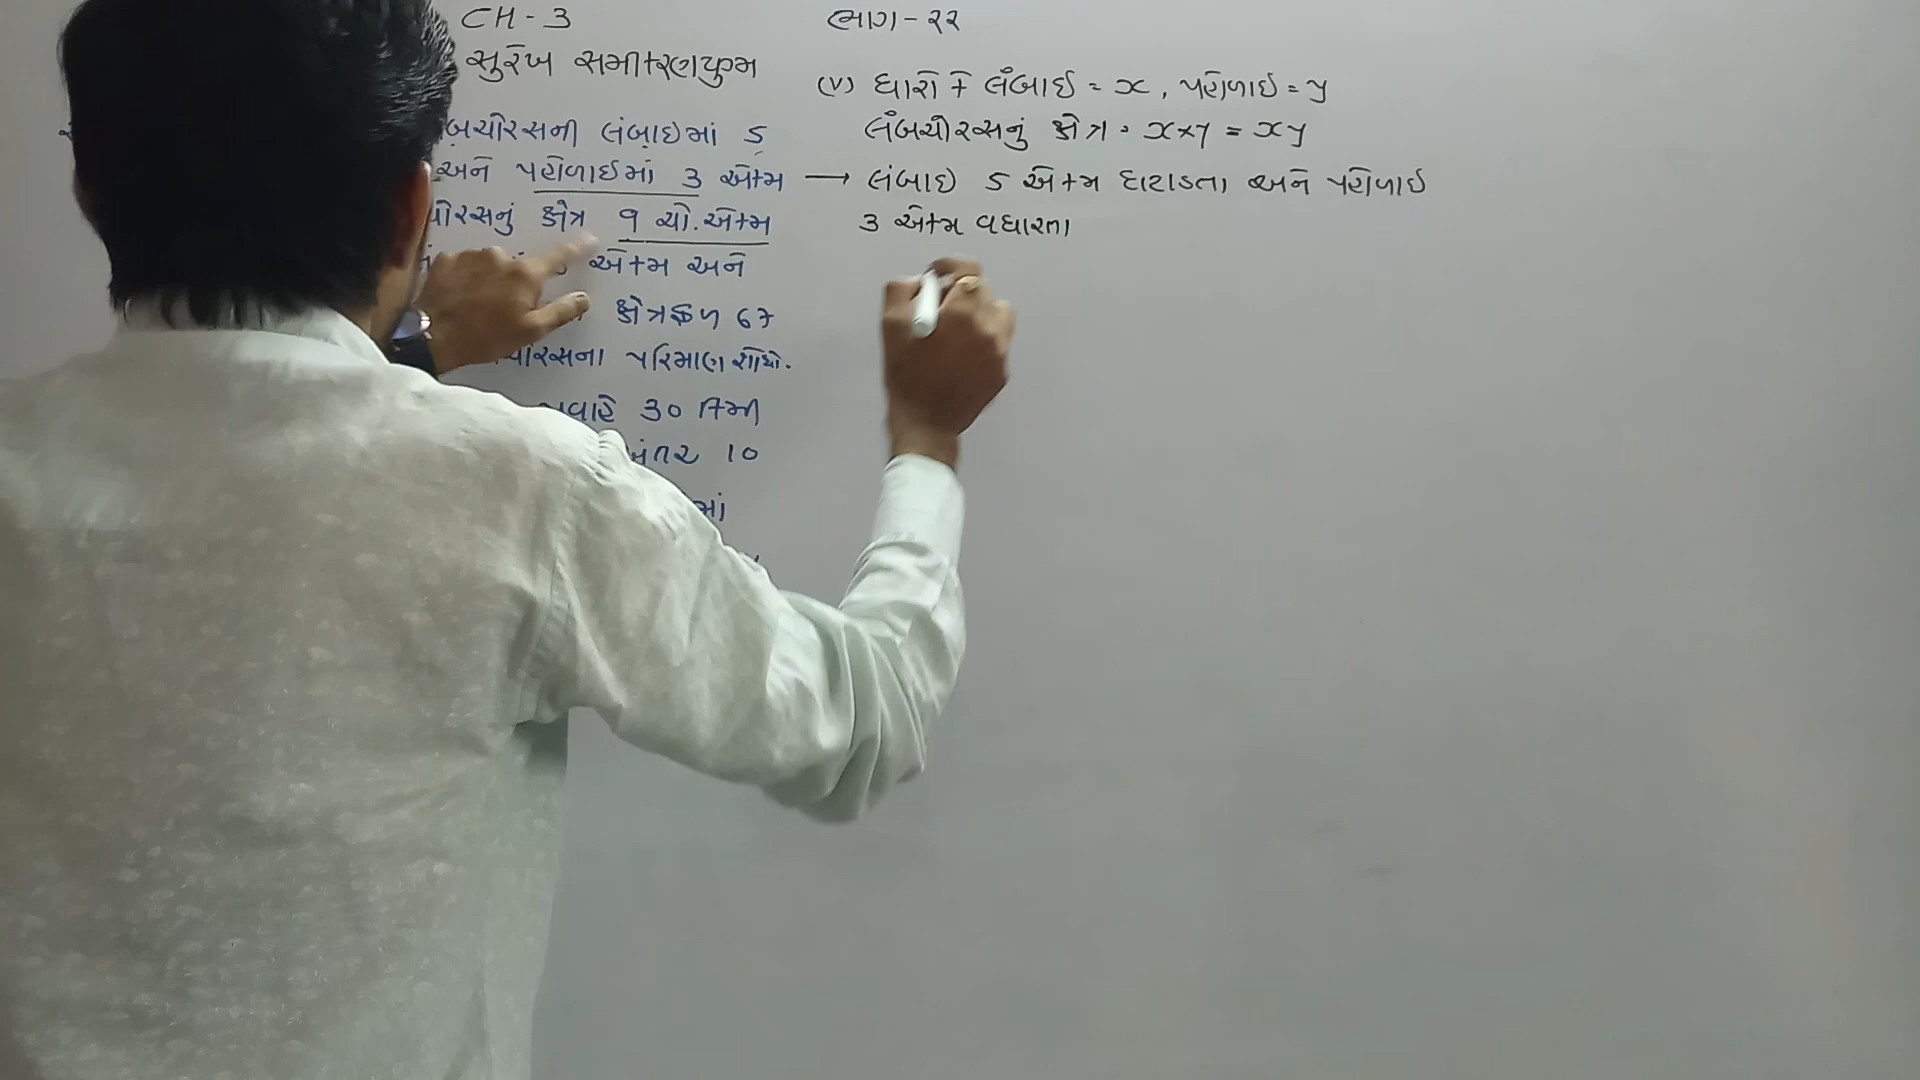 CH - 3
સુરેખ સમીકરણયુગ્મ
બચોરસની લંબાઇમાં 5
અને પહોળાઈમાં 3 એકમ
ચોરસનું ક્ષેત્ર 9 ચો. એકમ
એકમ અને
ક્ષેત્રફળ 67
ચોરસના પરિમાણ શોધો.
પ્રવાહે 30 કિમી
અંતર 10
માં
ભાગ - ૨૨
(v) ધારો કે લંબાઈ = x, પહોળાઈ = y
લંબચોરસનું ક્ષેત્ર = x × y = xy
→ લંબાઇ 5 એકમ ઘટાડતા અને પહોળાઈ
3 એકમ વધારતા